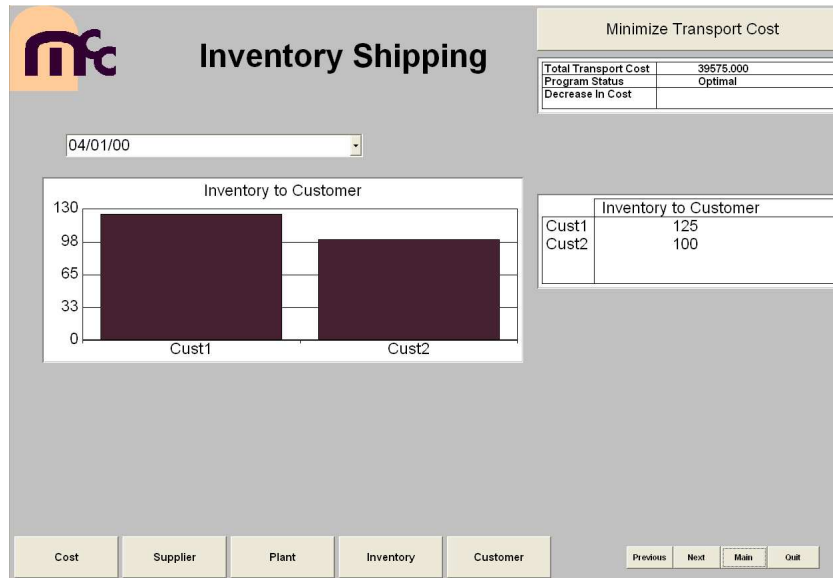 mcc
Inventory Shipping
Minimize Transport Cost
Total Transport Cost 39575.000
Program Status Optimal
Decrease In Cost
04/01/00
Inventory to Customer
130
98
65
33
0
Cust1 Cust2
Inventory to Customer
Cust1 125
Cust2 100
Cost Supplier Plant Inventory Customer Previous Next Main Quit